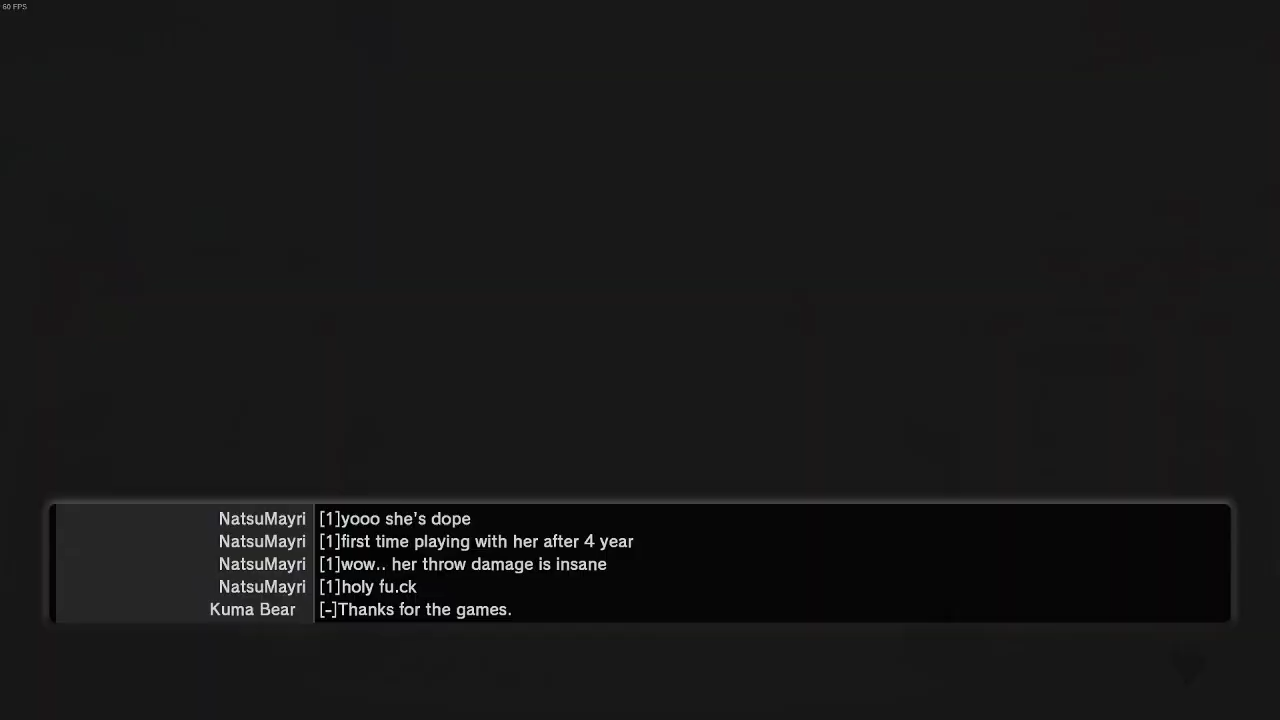 60 FPS
NatsuMayri [1]yooo she's dope
NatsuMayri [1]first time playing with her after 4 year
NatsuMayri [1]wow.. her throw damage is insane
NatsuMayri [1]holy fu.ck
Kuma Bear [-]Thanks for the games.